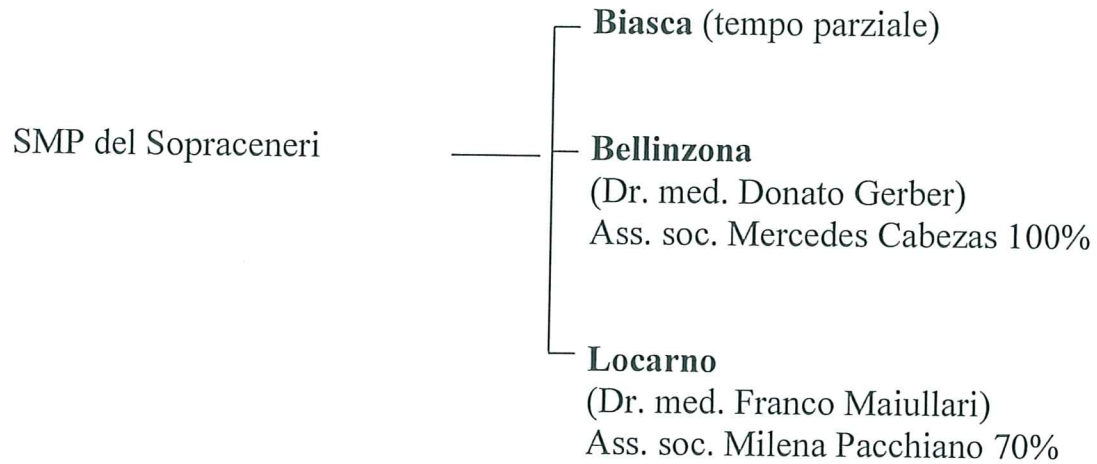 Biasca (tempo parziale)
SMP del Sopraceneri
Bellinzona
(Dr. med. Donato Gerber)
Ass. soc. Mercedes Cabezas 100%
Locarno
(Dr. med. Franco Maiullari)
Ass. soc. Milena Pacchiano 70%